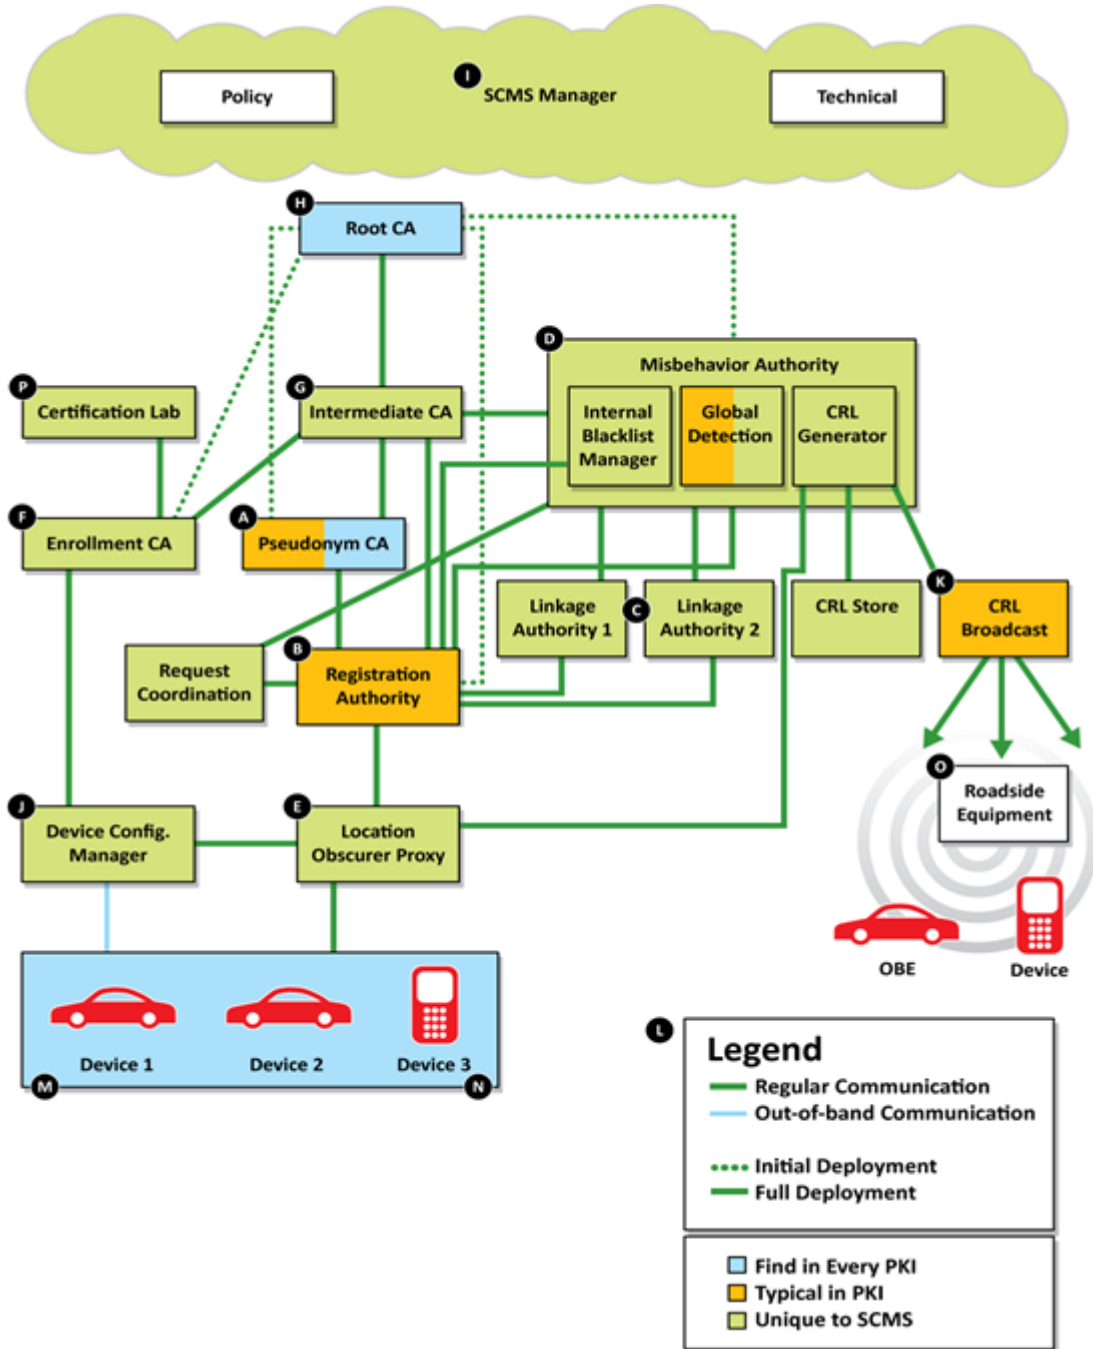 I
Policy
SCMS Manager
Technical
H
Root CA
D
Misbehavior Authority
P
Certification Lab
G
Intermediate CA
Internal
Blacklist
Manager
Global
Detection
CRL
Generator
F
Enrollment CA
A
Pseudonym CA
Linkage
Authority 1
C
Linkage
Authority 2
CRL Store
K
CRL
Broadcast
Request
Coordination
B
Registration
Authority
O
Roadside
Equipment
J
Device Config.
Manager
E
Location
Obscurer Proxy
OBE
Device
Device 1
Device 2
Device 3
M
N
L
Legend
Regular Communication
Out-of-band Communication
Initial Deployment
Full Deployment
Find in Every PKI
Typical in PKI
Unique to SCMS